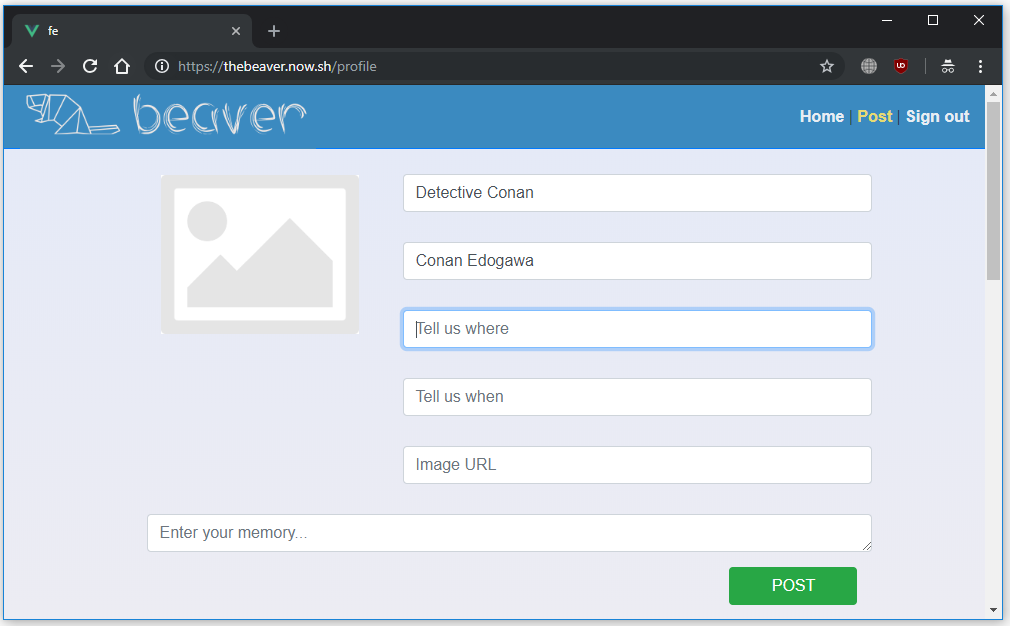 fe
https://thebeaver.now.sh/profile
beaver
Home | Post | Sign out
Detective Conan
Conan Edogawa
Tell us where
Tell us when
Image URL
Enter your memory...
POST